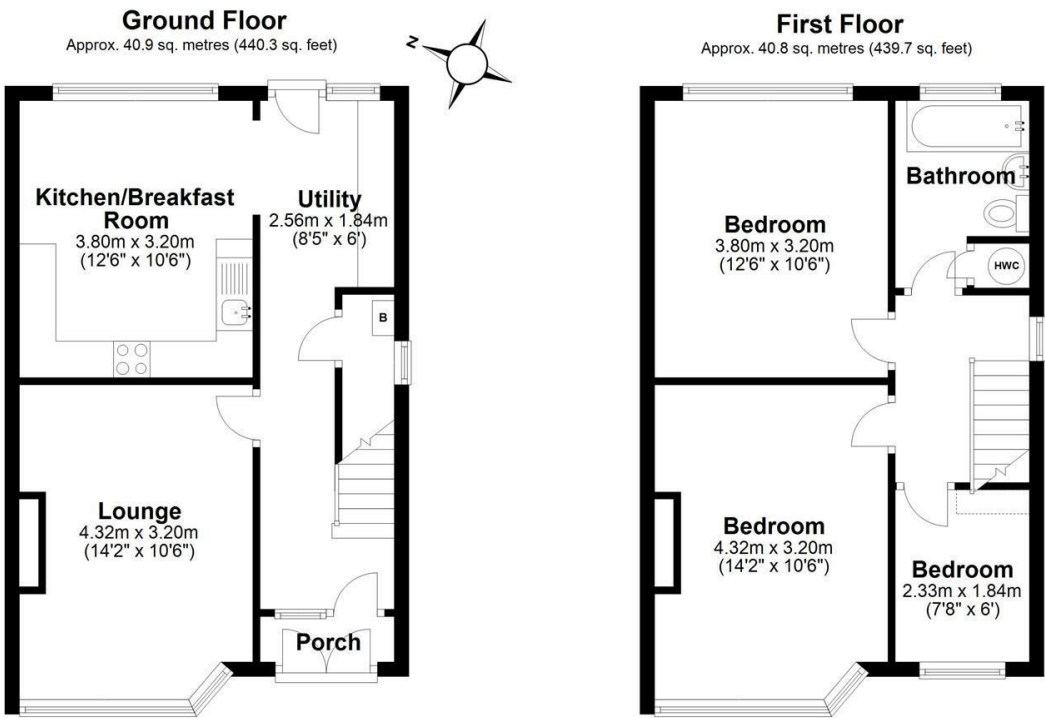 Ground Floor
Approx. 40.9 sq. metres (440.3 sq. feet)
N
Kitchen/Breakfast
Room
3.80m x 3.20m
(12'6" x 10'6")
Utility
2.56m x 1.84m
(8'5" x 6')
B
Lounge
4.32m x 3.20m
(14'2" x 10'6")
Porch
First Floor
Approx. 40.8 sq. metres (439.7 sq. feet)
Bedroom
3.80m x 3.20m
(12'6" x 10'6")
Bathroom
HWC
Bedroom
4.32m x 3.20m
(14'2" x 10'6")
Bedroom
2.33m x 1.84m
(7'8" x 6')